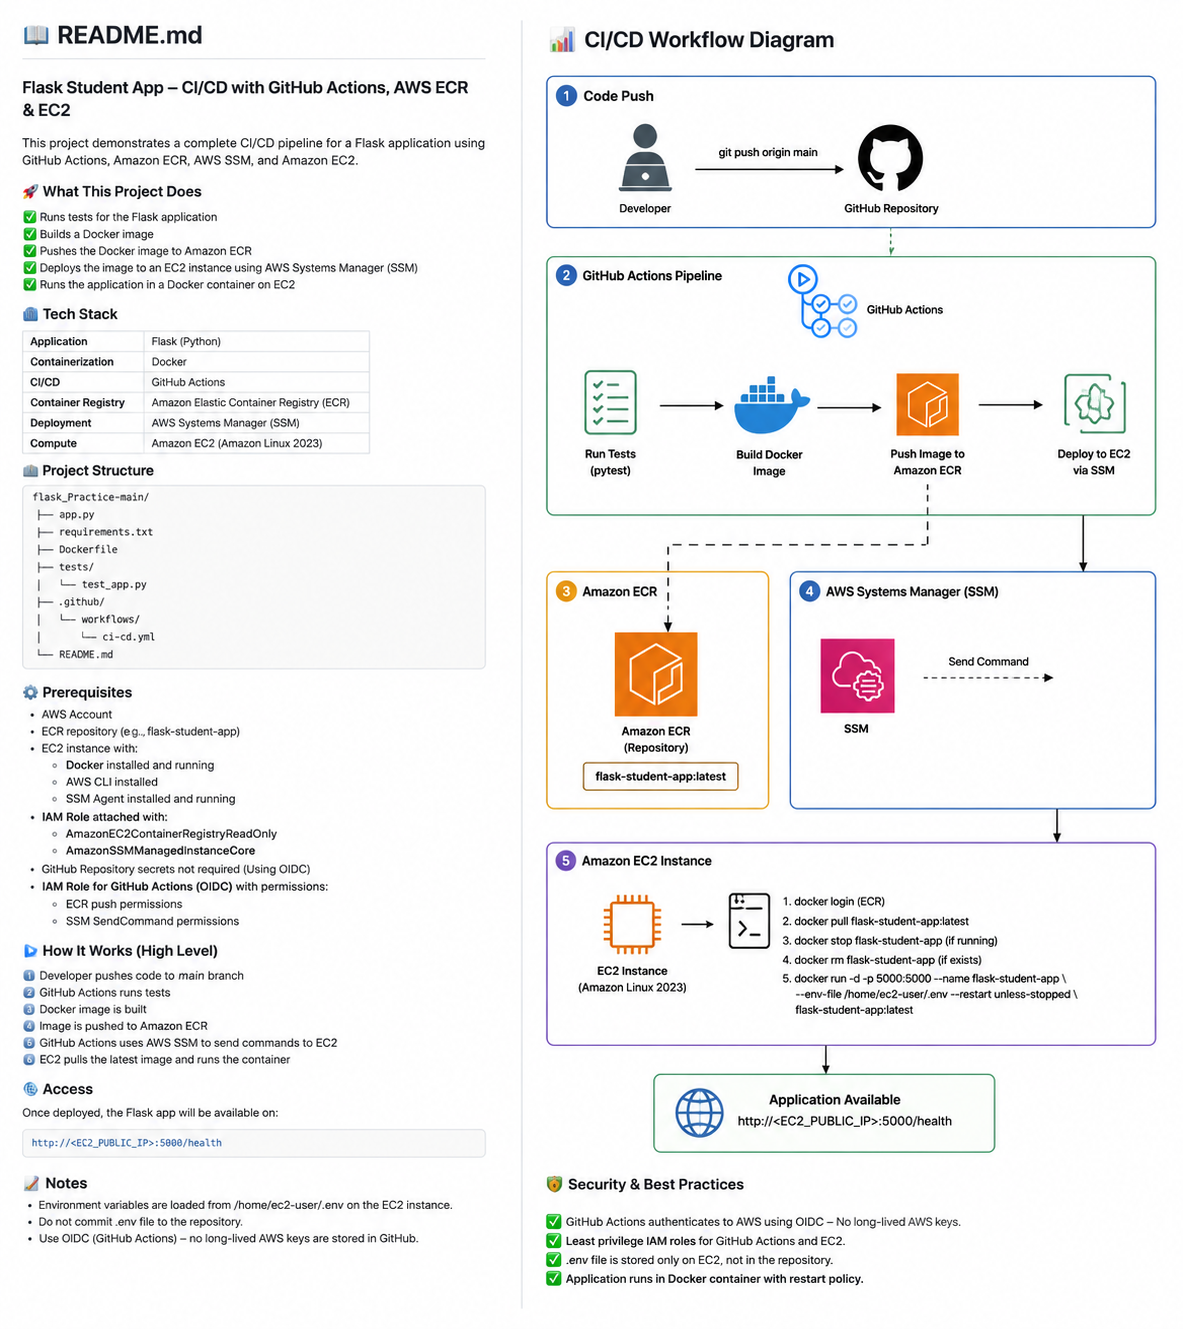 README.md
Flask Student App – CI/CD with GitHub Actions, AWS ECR
& EC2
This project demonstrates a complete CI/CD pipeline for a Flask application using
GitHub Actions, Amazon ECR, AWS SSM, and Amazon EC2.
What This Project Does
Runs tests for the Flask application
Builds a Docker image
Pushes the Docker image to Amazon ECR
Deploys the image to an EC2 instance using AWS Systems Manager (SSM)
Runs the application in a Docker container on EC2
Tech Stack
Application Flask (Python)
Containerization Docker
CI/CD GitHub Actions
Container Registry Amazon Elastic Container Registry (ECR)
Deployment AWS Systems Manager (SSM)
Compute Amazon EC2 (Amazon Linux 2023)
Project Structure
flask_Practice-main/
├── app.py
├── requirements.txt
├── Dockerfile
├── tests/
│   └── test_app.py
├── .github/
│   └── workflows/
│       └── ci-cd.yml
└── README.md
Prerequisites
• AWS Account
• ECR repository (e.g., flask-student-app)
• EC2 instance with:
◦ Docker installed and running
◦ AWS CLI installed
◦ SSM Agent installed and running
• IAM Role attached with:
◦ AmazonEC2ContainerRegistryReadOnly
◦ AmazonSSMManagedInstanceCore
• GitHub Repository secrets not required (Using OIDC)
• IAM Role for GitHub Actions (OIDC) with permissions:
◦ ECR push permissions
◦ SSM SendCommand permissions
How It Works (High Level)
1 Developer pushes code to main branch
2 GitHub Actions runs tests
3 Docker image is built
4 Image is pushed to Amazon ECR
5 GitHub Actions uses AWS SSM to send commands to EC2
6 EC2 pulls the latest image and runs the container
Access
Once deployed, the Flask app will be available on:
http://<EC2_PUBLIC_IP>:5000/health
Notes
• Environment variables are loaded from /home/ec2-user/.env on the EC2 instance.
• Do not commit .env file to the repository.
• Use OIDC (GitHub Actions) – no long-lived AWS keys are stored in GitHub.
CI/CD Workflow Diagram
1 Code Push
git push origin main
Developer
GitHub Repository
2 GitHub Actions Pipeline
GitHub Actions
Run Tests
(pytest)
Build Docker
Image
Push Image to
Amazon ECR
Deploy to EC2
via SSM
3 Amazon ECR
Amazon ECR
(Repository)
flask-student-app:latest
4 AWS Systems Manager (SSM)
Send Command
SSM
5 Amazon EC2 Instance
EC2 Instance
(Amazon Linux 2023)
1. docker login (ECR)
2. docker pull flask-student-app:latest
3. docker stop flask-student-app (if running)
4. docker rm flask-student-app (if exists)
5. docker run -d -p 5000:5000 --name flask-student-app \
--env-file /home/ec2-user/.env --restart unless-stopped \
flask-student-app:latest
Application Available
http://<EC2_PUBLIC_IP>:5000/health
Security & Best Practices
GitHub Actions authenticates to AWS using OIDC – No long-lived AWS keys.
Least privilege IAM roles for GitHub Actions and EC2.
.env file is stored only on EC2, not in the repository.
Application runs in Docker container with restart policy.